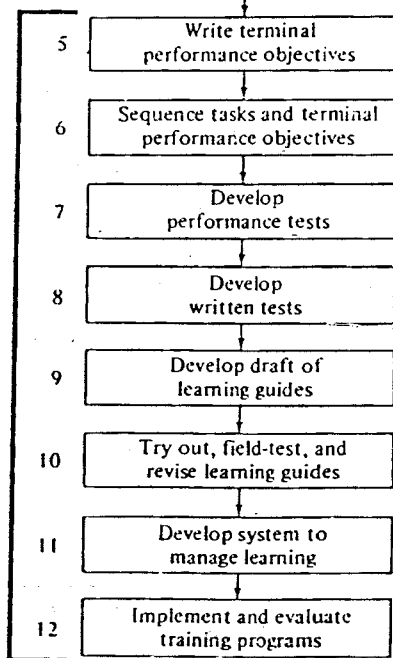 5 Write terminal
performance objectives
6 Sequence tasks and terminal
performance objectives
7 Develop
performance tests
8 Develop
written tests
9 Develop draft of
learning guides
10 Try out, field-test, and
revise learning guides
11 Develop system to
manage learning
12 Implement and evaluate
training programs